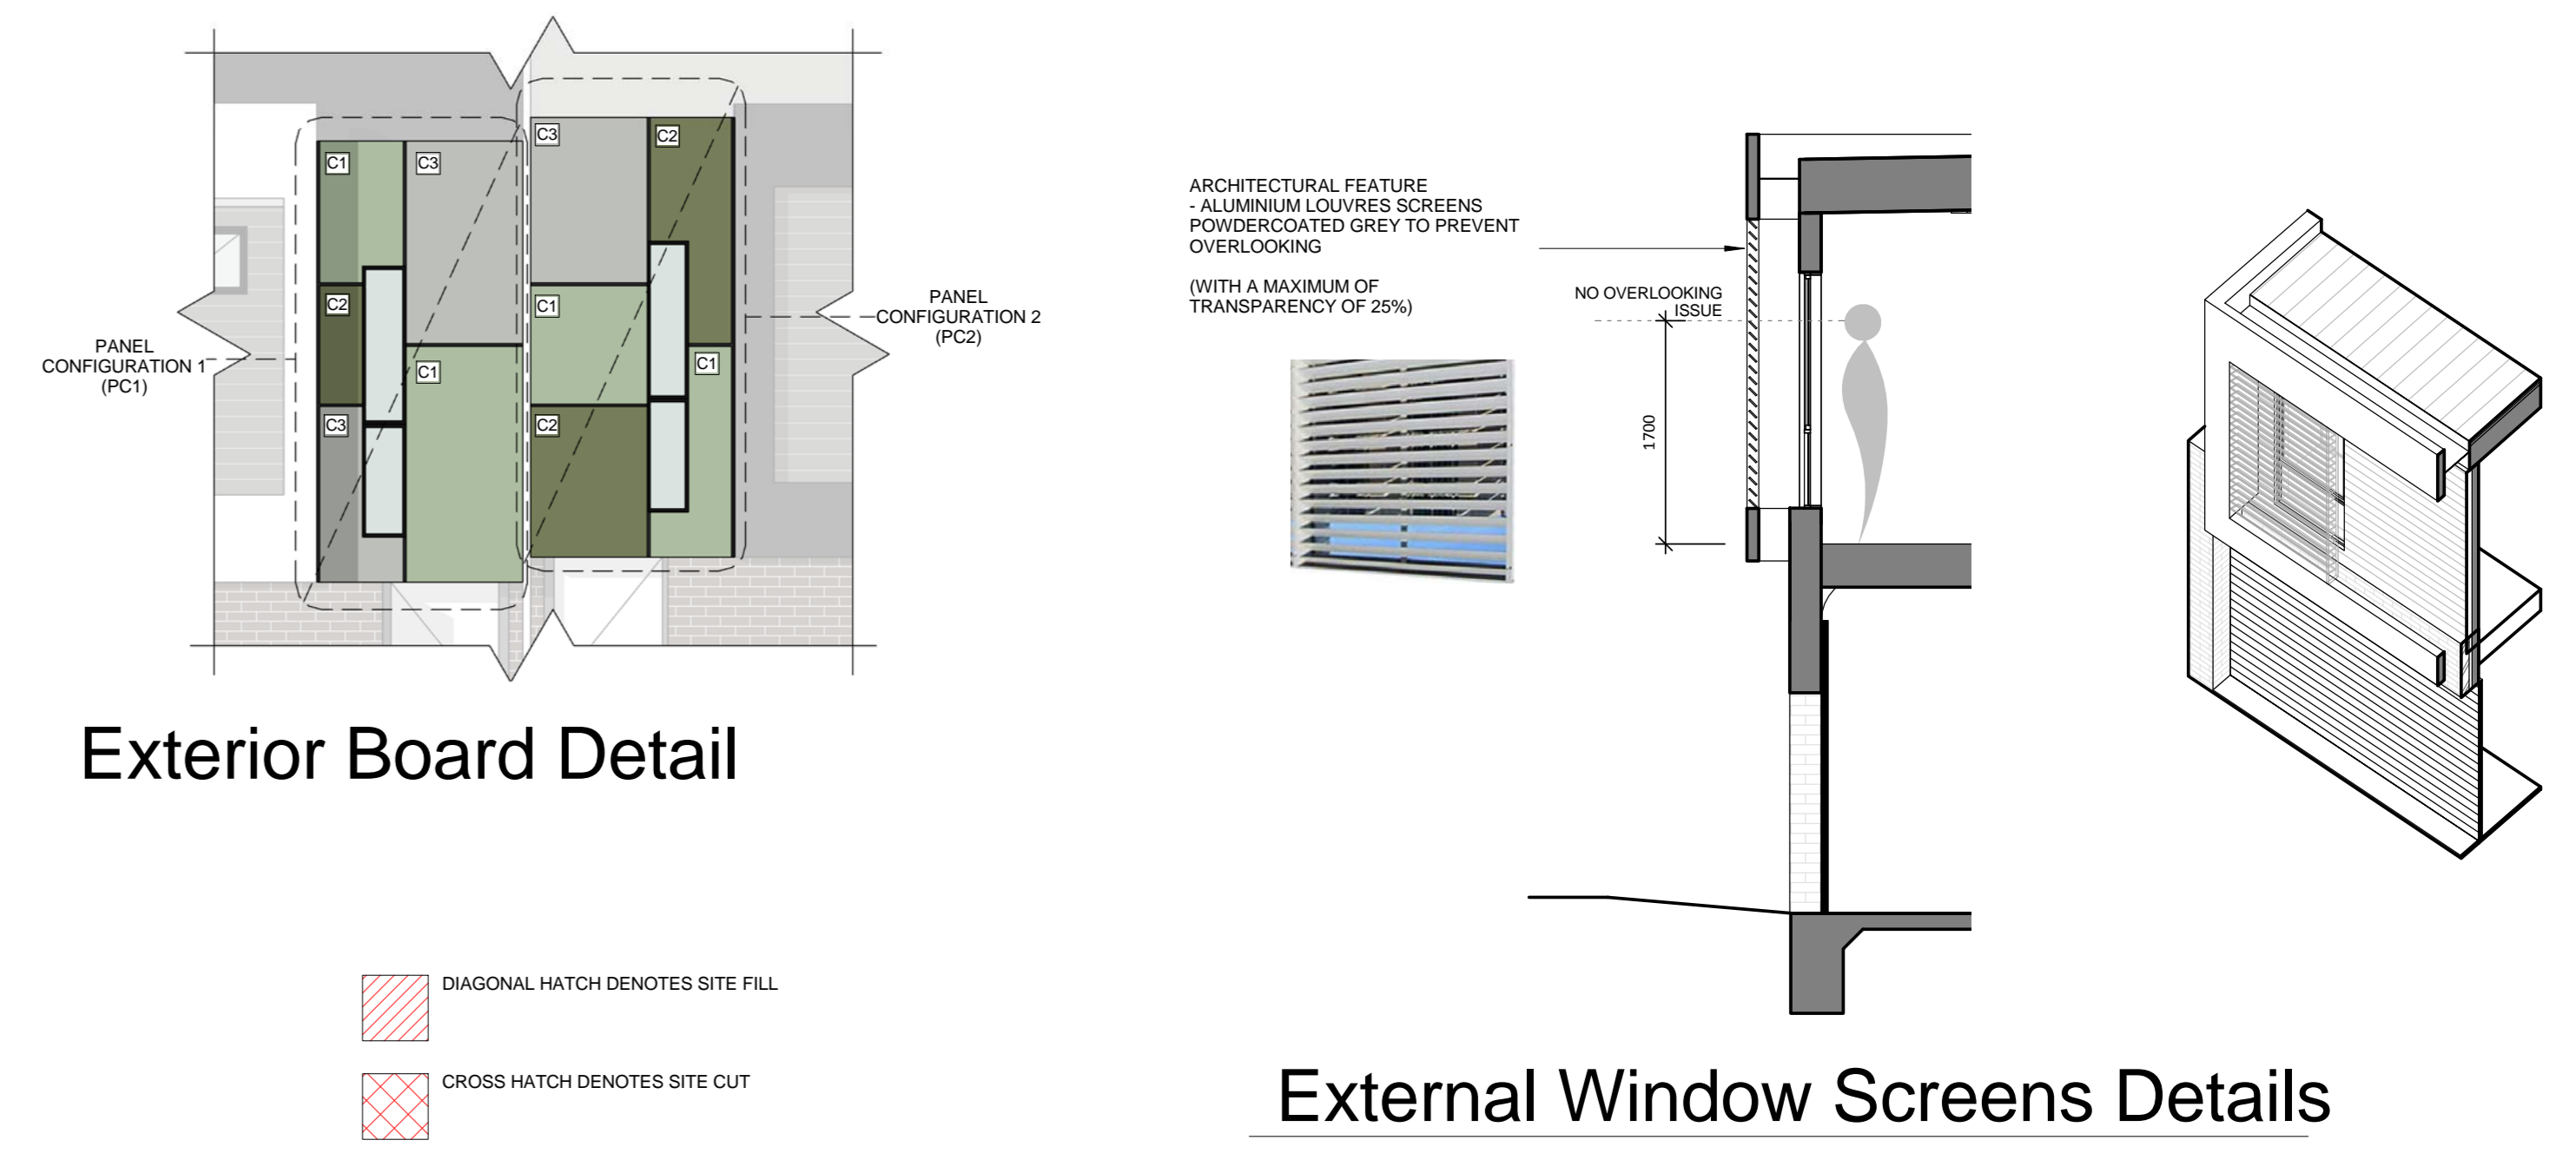 C1
C3
C3
C2
C2
C1
C1
C1
C3
C2
PANEL
CONFIGURATION 1
(PC1)
PANEL
CONFIGURATION 2
(PC2)
Exterior Board Detail
DIAGONAL HATCH DENOTES SITE FILL
CROSS HATCH DENOTES SITE CUT
ARCHITECTURAL FEATURE
- ALUMINIUM LOUVRES SCREENS
POWDERCOATED GREY TO PREVENT
OVERLOOKING
(WITH A MAXIMUM OF
TRANSPARENCY OF 25%)
NO OVERLOOKING
ISSUE
1700
External Window Screens Details